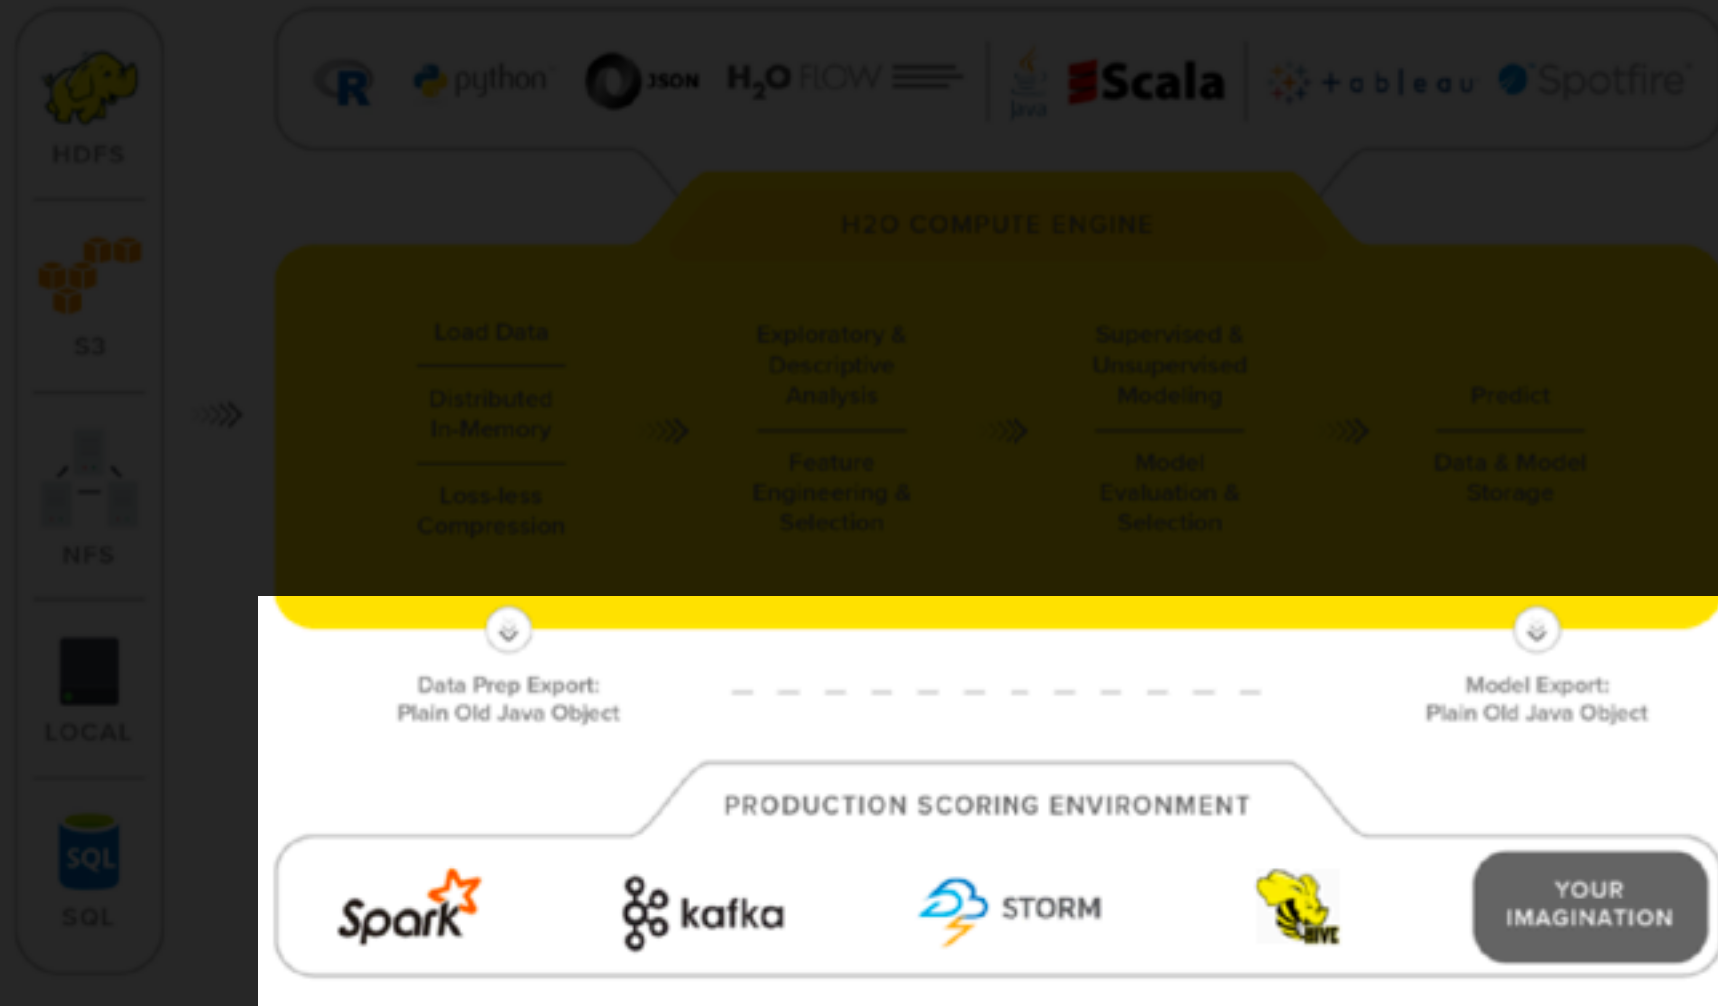 R
python
JSON
H2O FLOW
Java
Scala
+ableau
Spotfire
HDFS
S3
NFS
LOCAL
SQL
SQL
H2O COMPUTE ENGINE
Load Data
Distributed
In-Memory
Loss-less
Compression
Exploratory &
Descriptive
Analysis
Feature
Engineering &
Selection
Supervised &
Unsupervised
Modeling
Model
Evaluation &
Selection
Predict
Data & Model
Storage
Data Prep Export:
Plain Old Java Object
Model Export:
Plain Old Java Object
PRODUCTION SCORING ENVIRONMENT
Spark
kafka
STORM
HIVE
YOUR
IMAGINATION